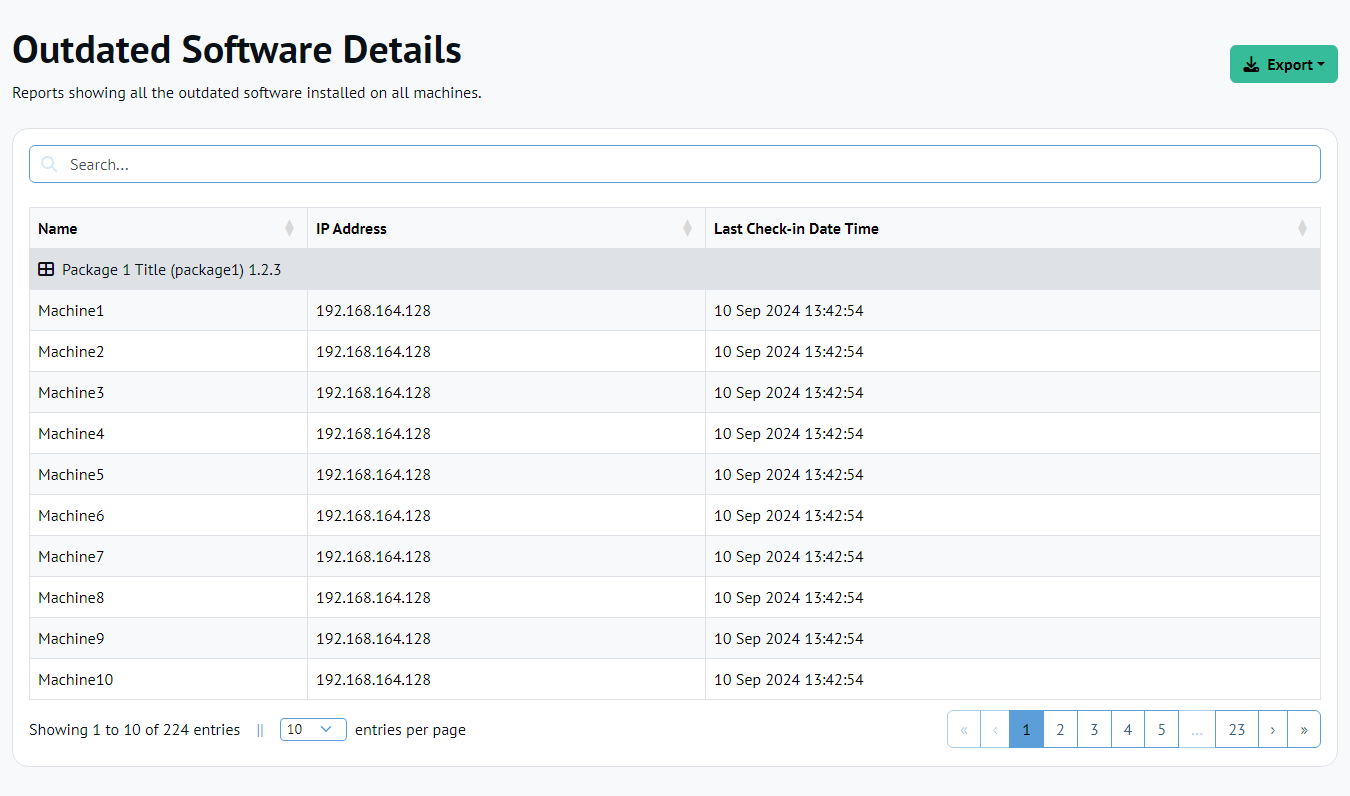 Outdated Software Details
Export
Reports showing all the outdated software installed on all machines.
Search...
Name IP Address Last Check-in Date Time
Package 1 Title (package1) 1.2.3
Machine1 192.168.164.128 10 Sep 2024 13:42:54
Machine2 192.168.164.128 10 Sep 2024 13:42:54
Machine3 192.168.164.128 10 Sep 2024 13:42:54
Machine4 192.168.164.128 10 Sep 2024 13:42:54
Machine5 192.168.164.128 10 Sep 2024 13:42:54
Machine6 192.168.164.128 10 Sep 2024 13:42:54
Machine7 192.168.164.128 10 Sep 2024 13:42:54
Machine8 192.168.164.128 10 Sep 2024 13:42:54
Machine9 192.168.164.128 10 Sep 2024 13:42:54
Machine10 192.168.164.128 10 Sep 2024 13:42:54
Showing 1 to 10 of 224 entries || 10 entries per page « ‹ 1 2 3 4 5 ... 23 › »